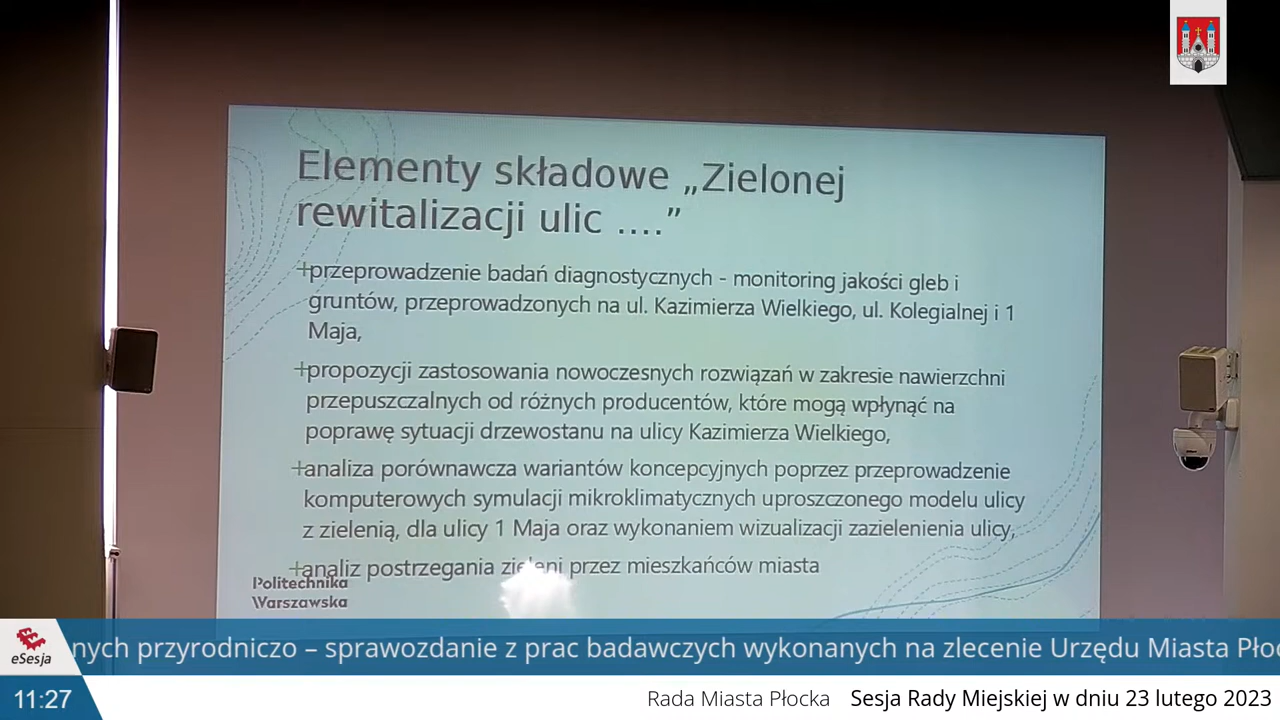 Elementy składowe „Zielonej
rewitalizacji ulic ....”
+przeprowadzenie badań diagnostycznych - monitoring jakości gleb i
gruntów, przeprowadzonych na ul. Kazimierza Wielkiego, ul. Kolegialnej i 1
Maja,
+propozycji zastosowania nowoczesnych rozwiązań w zakresie nawierzchni
przepuszczalnych od różnych producentów, które mogą wpłynąć na
poprawę sytuacji drzewostanu na ulicy Kazimierza Wielkiego,
+analiza porównawcza wariantów koncepcyjnych poprzez przeprowadzenie
komputerowych symulacji mikroklimatycznych uproszczonego modelu ulicy
z zielenią, dla ulicy 1 Maja oraz wykonaniem wizualizacji zazielenienia ulicy,
+analiz postrzegania zieleni przez mieszkańców miasta
Politechnika
Warszawska
nych przyrodniczo – sprawozdanie z prac badawczych wykonanych na zlecenie Urzędu Miasta Płoc
eSesja
11:27
Rada Miasta Płocka Sesja Rady Miejskiej w dniu 23 lutego 2023